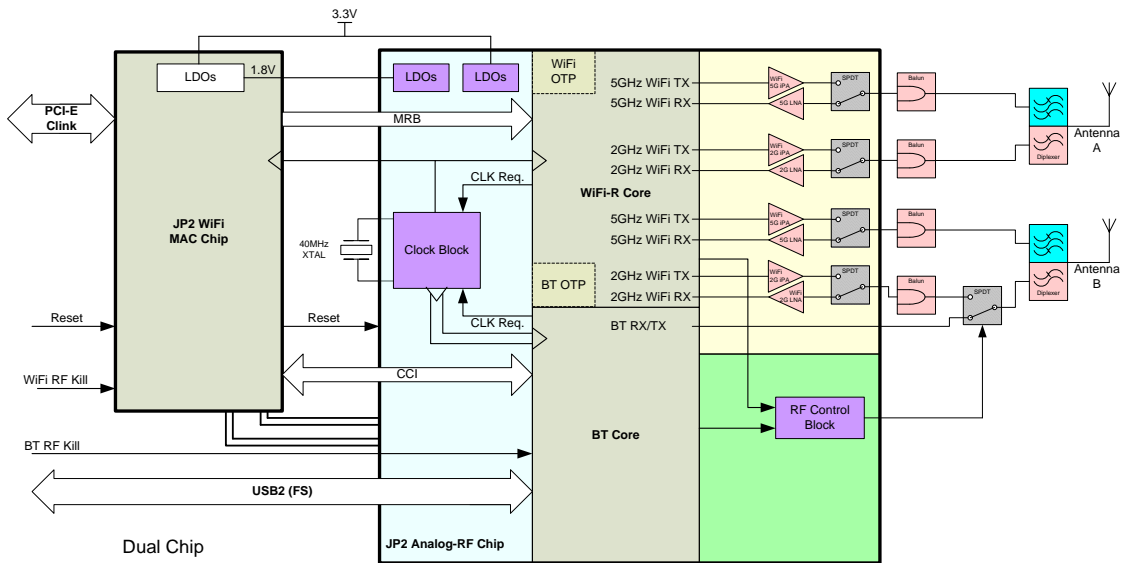 3.3V
LDOs
1.8V
LDOs
LDOs
WiFi
OTP
PCI-E
Clink
MRB
5GHz WiFi TX
5GHz WiFi RX
WiFi
5G iPA
5G LNA
SPDT
Balun
2GHz WiFi TX
2GHz WiFi RX
WiFi
2G iPA
2G LNA
SPDT
Balun
Diplexer
Antenna
A
CLK Req.
WiFi-R Core
JP2 WiFi
MAC Chip
40MHz
XTAL
Clock Block
5GHz WiFi TX
5GHz WiFi RX
WiFi
5G iPA
5G LNA
SPDT
Balun
BT OTP
2GHz WiFi TX
2GHz WiFi RX
WiFi
2G iPA
WiFi
2G LNA
SPDT
Balun
SPDT
Diplexer
Antenna
B
Reset
Reset
CLK Req.
BT RX/TX
WiFi RF Kill
CCI
RF Control
Block
BT RF Kill
BT Core
USB2 (FS)
Dual Chip
JP2 Analog-RF Chip